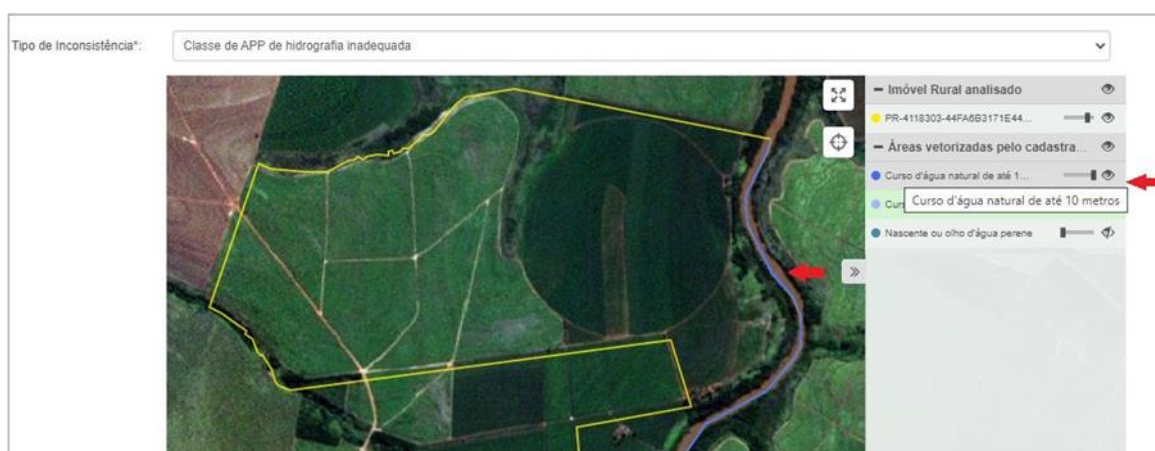 Tipo de Inconsistência*:
Classe de APP de hidrografia inadequada
Imóvel Rural analisado
PR-4118303-44FA6B3171E44...
Áreas vetorizadas pelo cadastra...
Curso d'água natural de até 1...
Curso d'água natural de até 10 metros
Nascente ou olho d'água perene